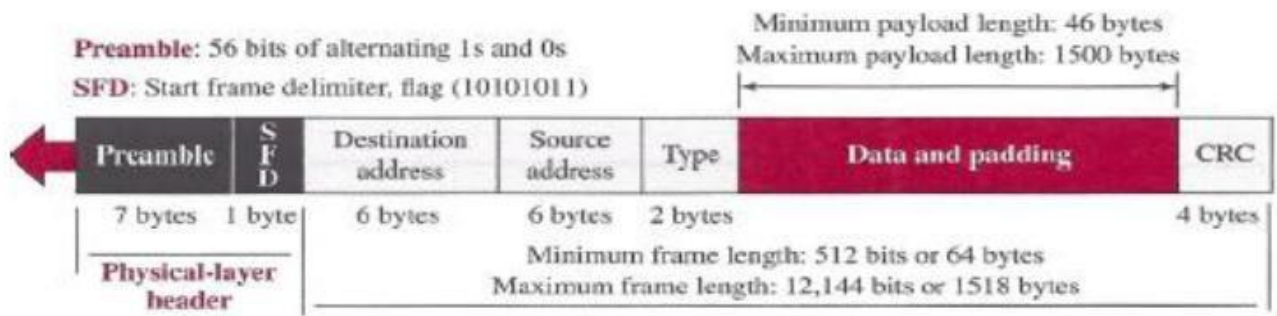 Minimum payload length: 46 bytes
Preamble: 56 bits of alternating 1s and 0s
Maximum payload length: 1500 bytes
SFD: Start frame delimiter, flag (10101011)
Preamble
SFD
Destination
address
Source
address
Type
Data and padding
CRC
7 bytes
1 byte
6 bytes
6 bytes
2 bytes
4 bytes
Physical-layer
header
Minimum frame length: 512 bits or 64 bytes
Maximum frame length: 12,144 bits or 1518 bytes